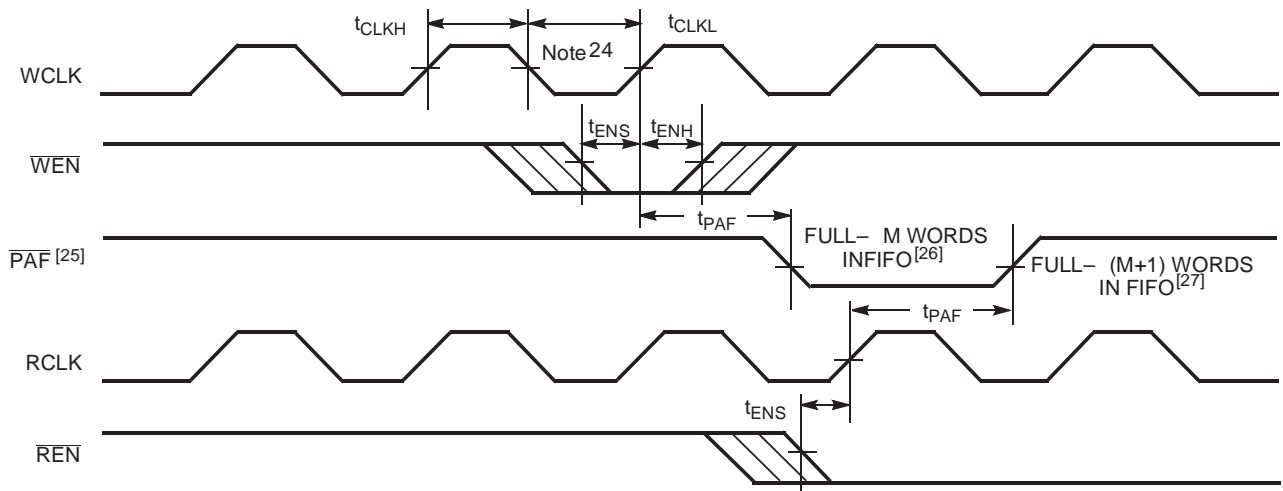 tCLKH
tCLKL
Note 24
WCLK
tENS
tENH
WEN
tPAF
PAF [25]
FULL– M WORDS
INFIFO[26]
FULL– (M+1) WORDS
IN FIFO[27]
tPAF
RCLK
tENS
REN